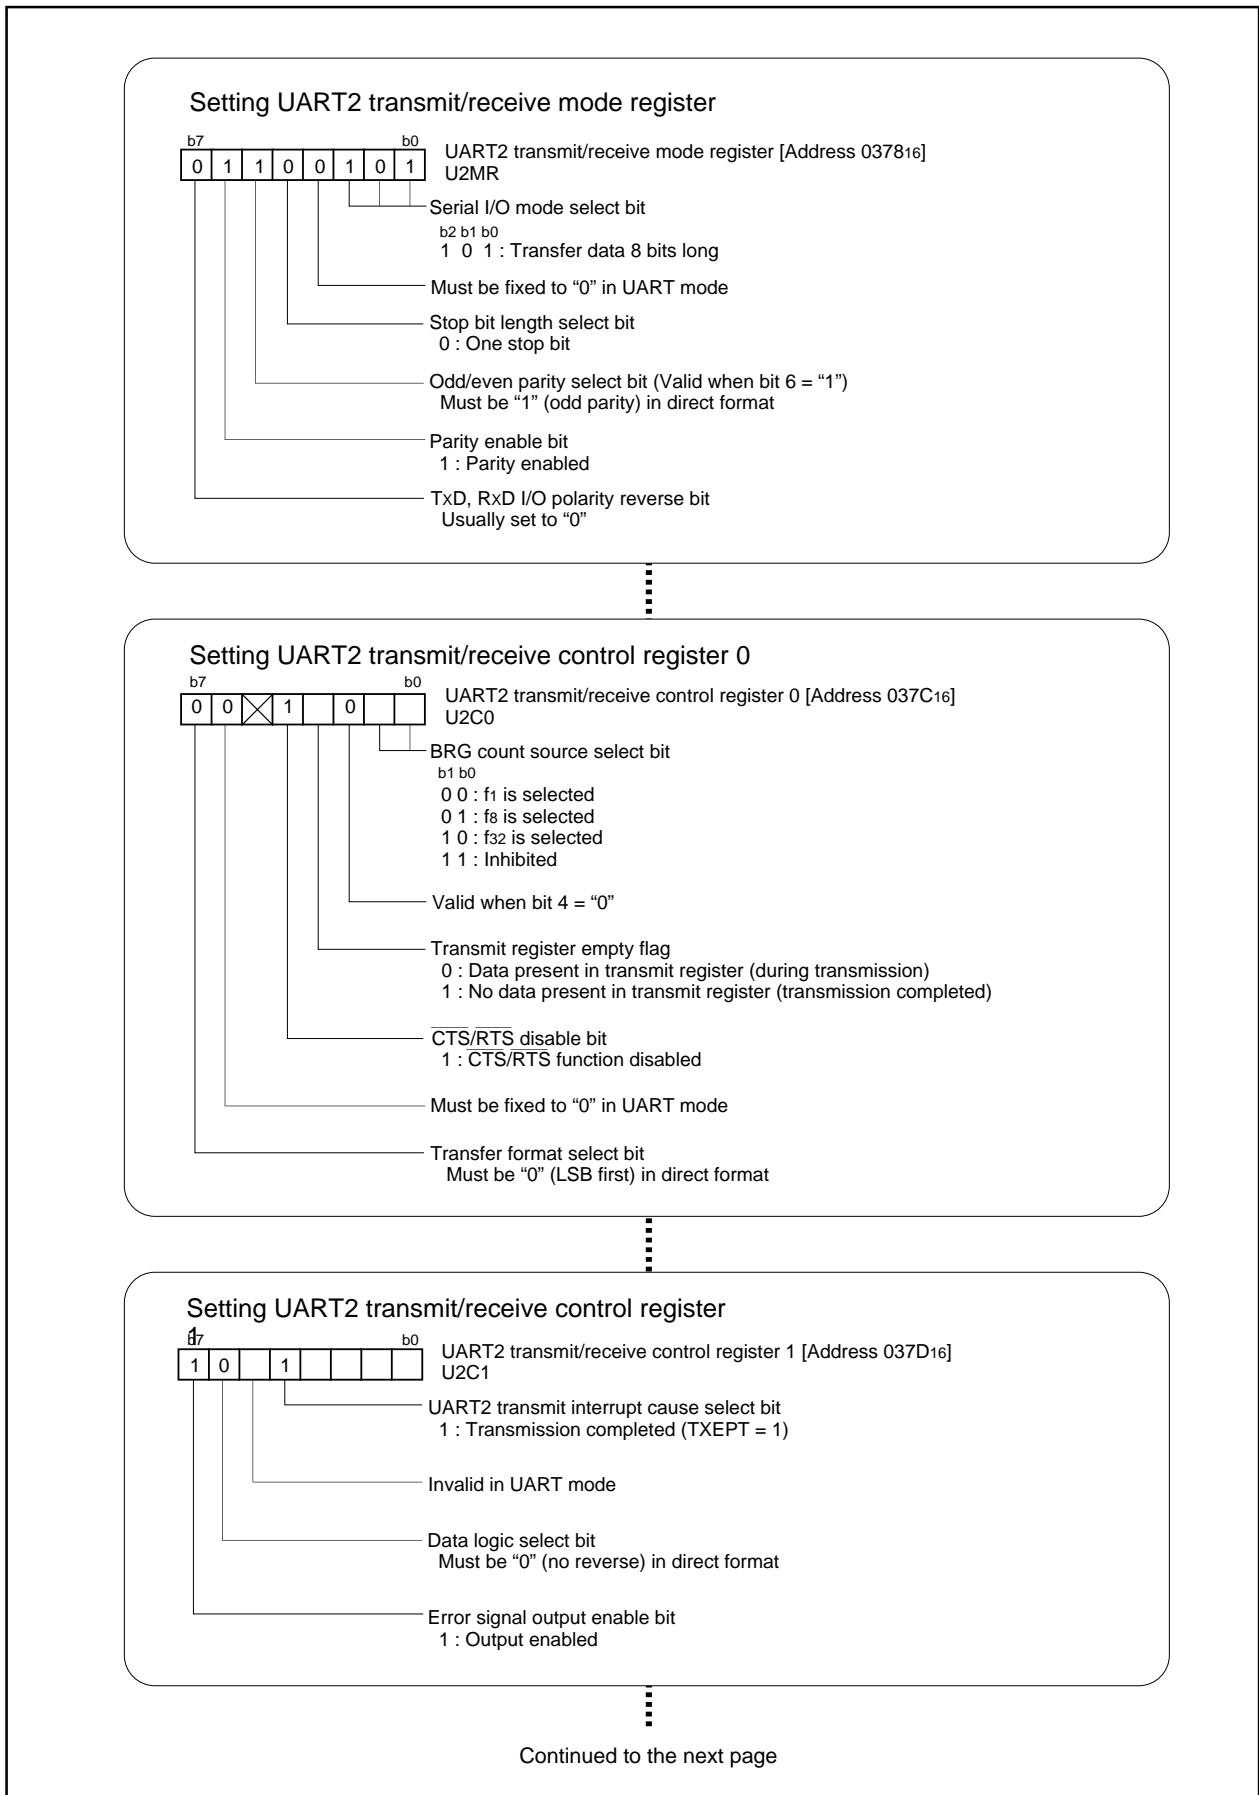 Setting UART2 transmit/receive mode register
b7 b0
0 1 1 0 0 1 0 1
UART2 transmit/receive mode register [Address 037816]
U2MR
Serial I/O mode select bit
b2 b1 b0
1 0 1 : Transfer data 8 bits long
Must be fixed to “0” in UART mode
Stop bit length select bit
0 : One stop bit
Odd/even parity select bit (Valid when bit 6 = “1”)
Must be “1” (odd parity) in direct format
Parity enable bit
1 : Parity enabled
TxD, RxD I/O polarity reverse bit
Usually set to “0”
Setting UART2 transmit/receive control register 0
b7 b0
0 0 1 0
UART2 transmit/receive control register 0 [Address 037C16]
U2C0
BRG count source select bit
b1 b0
0 0 : f1 is selected
0 1 : f8 is selected
1 0 : f32 is selected
1 1 : Inhibited
Valid when bit 4 = “0”
Transmit register empty flag
0 : Data present in transmit register (during transmission)
1 : No data present in transmit register (transmission completed)
CTS/RTS disable bit
1 : CTS/RTS function disabled
Must be fixed to “0” in UART mode
Transfer format select bit
Must be “0” (LSB first) in direct format
Setting UART2 transmit/receive control register
1
b7 b0
1 0 1
UART2 transmit/receive control register 1 [Address 037D16]
U2C1
UART2 transmit interrupt cause select bit
1 : Transmission completed (TXEPT = 1)
Invalid in UART mode
Data logic select bit
Must be “0” (no reverse) in direct format
Error signal output enable bit
1 : Output enabled
Continued to the next page